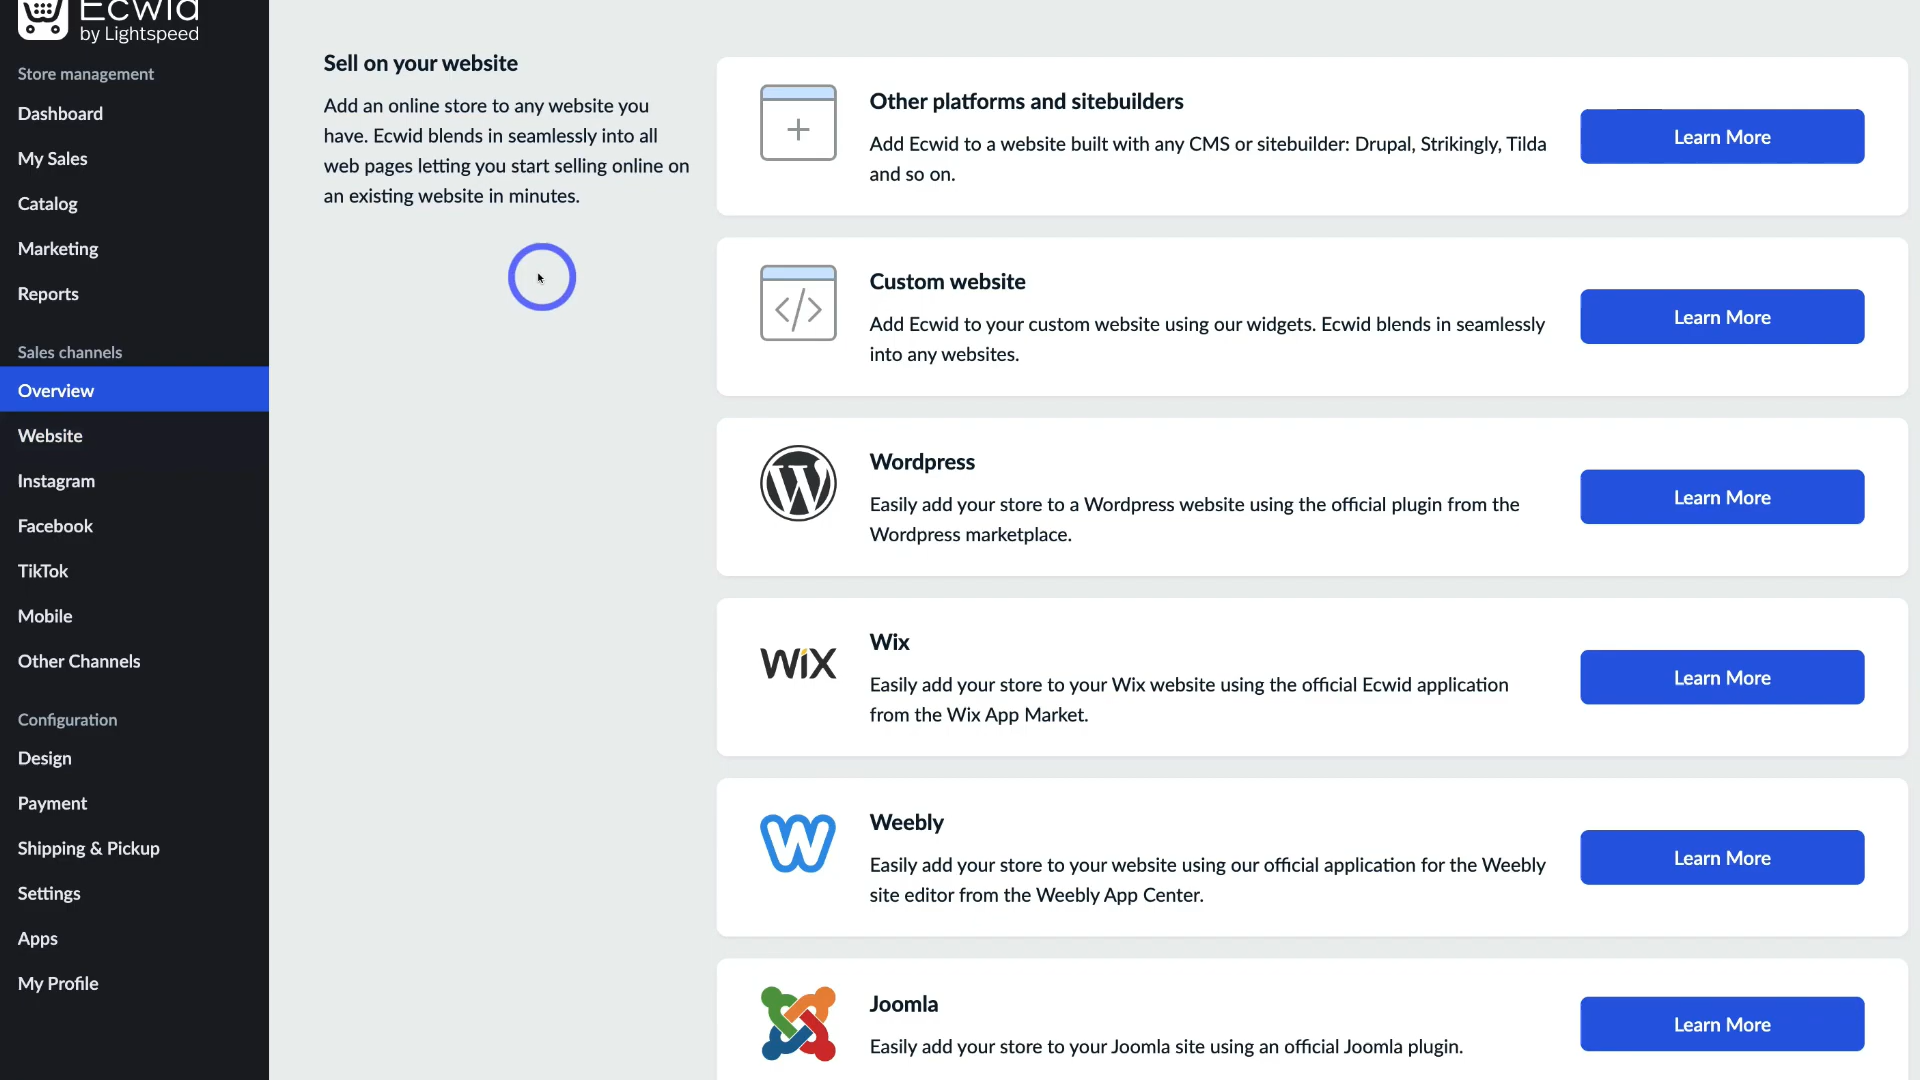 Ecwid
by Lightspeed
Store management
Dashboard
My Sales
Catalog
Marketing
Reports
Sales channels
Overview
Website
Instagram
Facebook
TikTok
Mobile
Other Channels
Configuration
Design
Payment
Shipping & Pickup
Settings
Apps
My Profile
Sell on your website
Add an online store to any website you
have. Ecwid blends in seamlessly into all
web pages letting you start selling online on
an existing website in minutes.
Other platforms and sitebuilders
Add Ecwid to a website built with any CMS or sitebuilder: Drupal, Strikingly, Tilda
and so on.
Learn More
Custom website
Add Ecwid to your custom website using our widgets. Ecwid blends in seamlessly
into any websites.
Learn More
Wordpress
Easily add your store to a Wordpress website using the official plugin from the
Wordpress marketplace.
Learn More
WiX
Wix
Easily add your store to your Wix website using the official Ecwid application
from the Wix App Market.
Learn More
Weebly
Easily add your store to your website using our official application for the Weebly
site editor from the Weebly App Center.
Learn More
Joomla
Easily add your store to your Joomla site using an official Joomla plugin.
Learn More